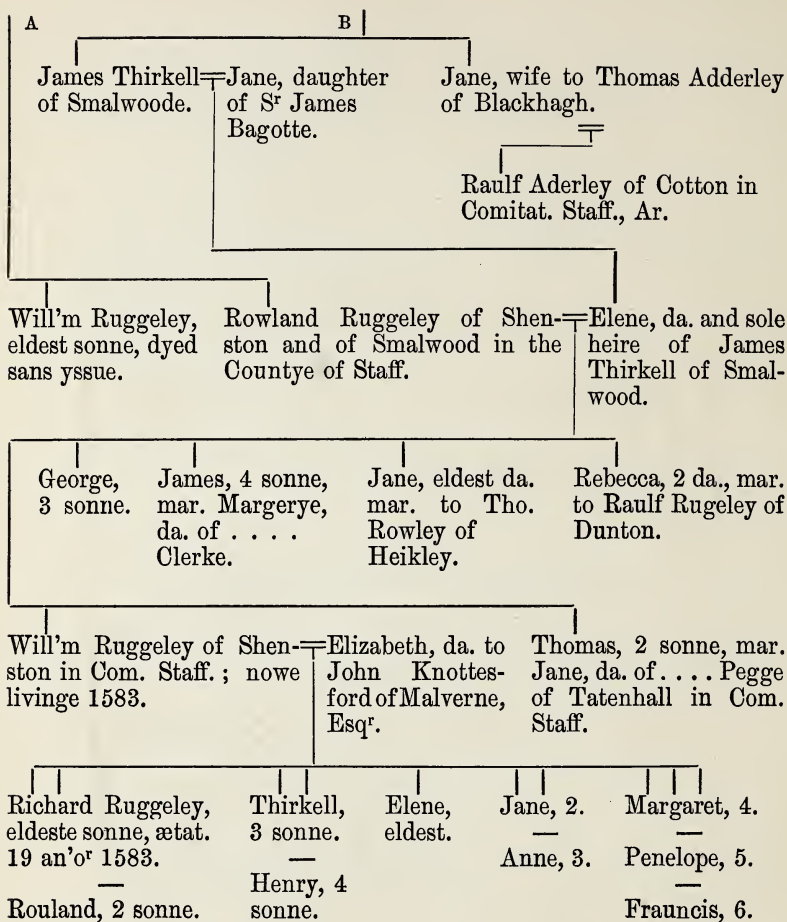 A
B
James Thirkell
of Smalwoode.
Jane, daughter
of Sʳ James
Bagotte.
Jane, wife to Thomas Adderley
of Blackhagh.
Raulf Aderley of Cotton in
Comitat. Staff., Ar.
Will'm Ruggeley,
eldest sonne, dyed
sans yssue.
Rowland Ruggeley of Shen-
ston and of Smalwood in the
Countye of Staff.
Elene, da. and sole
heire of James
Thirkell of Smal-
wood.
George,
3 sonne.
James, 4 sonne,
mar. Margerye,
da. of . . . .
Clerke.
Jane, eldest da.
mar. to Tho.
Rowley of
Heikley.
Rebecca, 2 da., mar.
to Raulf Rugeley of
Dunton.
Will'm Ruggeley of Shen-
ston in Com. Staff. ; nowe
livinge 1583.
Elizabeth, da. to
John Knottes-
ford of Malverne,
Esqʳ.
Thomas, 2 sonne, mar.
Jane, da. of . . . . Pegge
of Tatenhall in Com.
Staff.
Richard Ruggeley,
eldeste sonne, ætat.
19 an'oʳ 1583.
—
Rouland, 2 sonne.
Thirkell,
3 sonne.
—
Henry, 4
sonne.
Elene,
eldest.
Jane, 2.
—
Anne, 3.
Margaret, 4.
—
Penelope, 5.
—
Frauncis, 6.